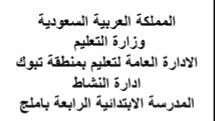 المملكة العربية السعودية
وزارة التعليم
الادارة العامة لتعليم بمنطقة تبوك
ادارة النشاط
المدرسة الابتدائية الرابعة باملج